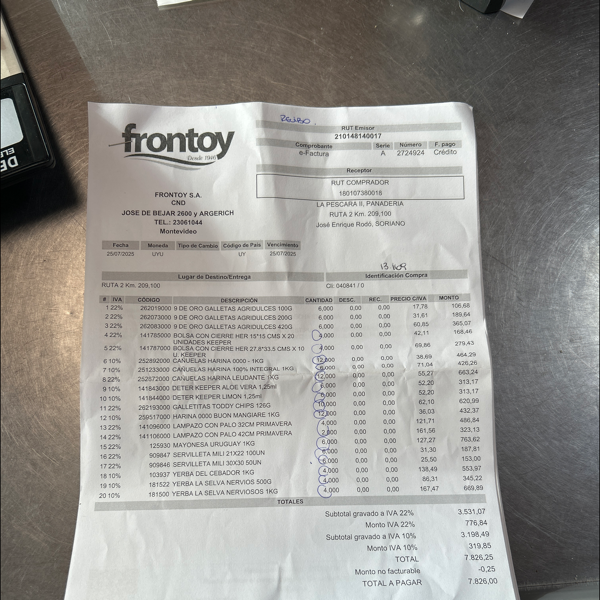 frontoy
Desde 1946
FRONTOY S.A.
CND
JOSE DE BEJAR 2600 y ARGERICH
TEL.: 23061044
Montevideo
RUT Emisor
210148140017
Comprobante Serie Número F. pago
e-Factura A 2724924 Crédito
Receptor
RUT COMPRADOR
180107380018
LA PESCARA II, PANADERIA
RUTA 2 Km. 209,100
José Enrique Rodó, SORIANO
Fecha Moneda Tipo de Cambio Código de País Vencimiento
25/07/2025 UYU UY 25/07/2025
Lugar de Destino/Entrega Identificación Compra
RUTA 2 Km. 209,100 CI: 040841 / 0
# IVA CÓDIGO DESCRIPCIÓN CANTIDAD DESC. REC. PRECIO C/IVA MONTO
1 22% 262019000 9 DE ORO GALLETAS AGRIDULCES 100G 6,000 0,00 0,00 17,78 106,68
2 22% 262073000 9 DE ORO GALLETAS AGRIDULCES 200G 6,000 0,00 0,00 31,61 189,64
3 22% 262083000 9 DE ORO GALLETAS AGRIDULCES 420G 6,000 0,00 0,00 60,85 365,07
4 22% 141785000 BOLSA CON CIERRE HER 15*15 CMS X 20 UNIDADES KEEPER 4,000 0,00 0,00 42,11 168,46
5 22% 141787000 BOLSA CON CIERRE HER 27.8*33.5 CMS X 10 U. KEEPER 4,000 0,00 0,00 69,86 279,43
6 10% 252892000 CAÑUELAS HARINA 0000 - 1KG 12,000 0,00 0,00 38,69 464,29
7 10% 251233000 CAÑUELAS HARINA 100% INTEGRAL 1KG 6,000 0,00 0,00 71,04 426,26
8 22% 252672000 CAÑUELAS HARINA LEUDANTE 1KG 12,000 0,00 0,00 55,27 663,24
9 10% 141843000 DETER KEEPER ALOE VERA 1,25ml 6,000 0,00 0,00 52,20 313,17
10 10% 141844000 DETER KEEPER LIMON 1,25ml 6,000 0,00 0,00 52,20 313,17
11 22% 262193000 GALLETITAS TODDY CHIPS 126G 10,000 0,00 0,00 62,10 620,99
12 10% 259517000 HARINA 0000 BUON MANGIARE 1KG 12,000 0,00 0,00 36,03 432,37
13 22% 141096000 LAMPAZO CON PALO 32CM PRIMAVERA 4,000 0,00 0,00 121,71 486,84
14 22% 141106000 LAMPAZO CON PALO 42CM PRIMAVERA 2,000 0,00 0,00 161,56 323,13
15 22% 125930 MAYONESA URUGUAY 1KG 6,000 0,00 0,00 127,27 763,62
16 22% 909847 SERVILLETA MILI 21X22 100UN 6,000 0,00 0,00 31,30 187,81
17 22% 909846 SERVILLETA MILI 30X30 50UN 6,000 0,00 0,00 25,50 153,00
18 10% 103937 YERBA DEL CEBADOR 1KG 4,000 0,00 0,00 138,49 553,97
19 10% 181522 YERBA LA SELVA NERVIOS 500G 4,000 0,00 0,00 86,31 345,22
20 10% 181500 YERBA LA SELVA NERVIOSOS 1KG 4,000 0,00 0,00 167,47 669,89
TOTALES
Subtotal gravado a IVA 22% 3.531,07
Monto IVA 22% 776,84
Subtotal gravado a IVA 10% 3.198,49
Monto IVA 10% 319,85
TOTAL 7.826,25
Monto no facturable -0,25
TOTAL A PAGAR 7.826,00